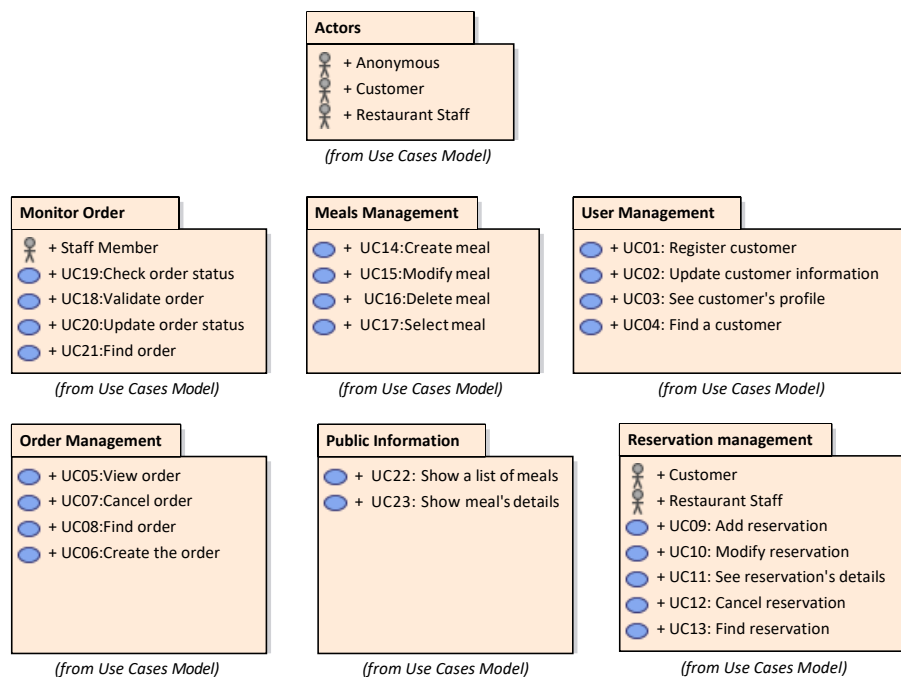 Actors
+ Anonymous
+ Customer
+ Restaurant Staff
(from Use Cases Model)
Monitor Order
+ Staff Member
+ UC19:Check order status
+ UC18:Validate order
+ UC20:Update order status
+ UC21:Find order
(from Use Cases Model)
Meals Management
+ UC14:Create meal
+ UC15:Modify meal
+ UC16:Delete meal
+ UC17:Select meal
(from Use Cases Model)
User Management
+ UC01: Register customer
+ UC02: Update customer information
+ UC03: See customer's profile
+ UC04: Find a customer
(from Use Cases Model)
Order Management
+ UC05:View order
+ UC07:Cancel order
+ UC08:Find order
+ UC06:Create the order
(from Use Cases Model)
Public Information
+ UC22: Show a list of meals
+ UC23: Show meal's details
(from Use Cases Model)
Reservation management
+ Customer
+ Restaurant Staff
+ UC09: Add reservation
+ UC10: Modify reservation
+ UC11: See reservation's details
+ UC12: Cancel reservation
+ UC13: Find reservation
(from Use Cases Model)